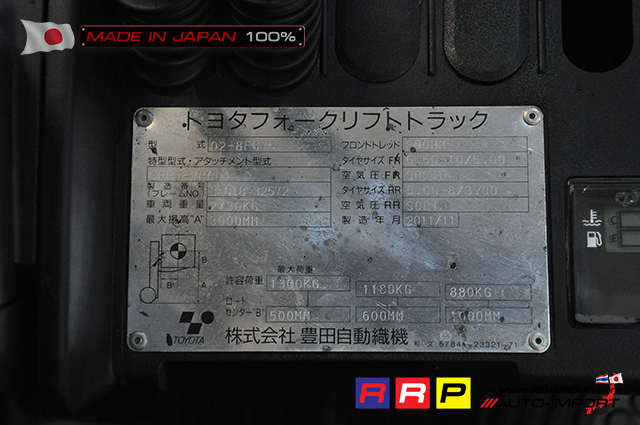 MADE IN JAPAN 100%
トヨタフォークリフトトラック
型式 02-8F
フロントトレッド
特型型式・アタッチメント型式
タイヤサイズ FR
空気圧 FR
製造番号 (フレームNO.) 32572
タイヤサイズ RR
車両重量 2730KG
空気圧 RR
最大揚高"A" 3000MM
製造年月 2011/11
B
B
A
最大荷重
許容荷重 1300KG 1180KG 880KG
ロードセンター"B" 500MM 600MM 1000MM
TOYOTA 株式会社 豊田自動織機 57844-23321-71
RRP
AUTO-IMPORT